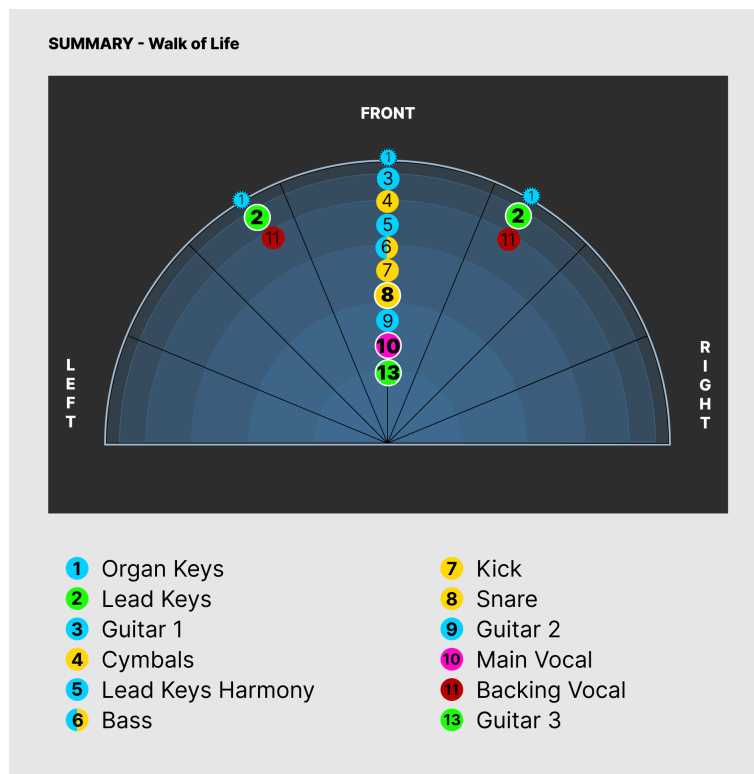 SUMMARY - Walk of Life
FRONT
1
3
1
1
4
2
2
5
11
11
6
7
8
9
10
13
LEFT
RIGHT
1 Organ Keys
2 Lead Keys
3 Guitar 1
4 Cymbals
5 Lead Keys Harmony
6 Bass
7 Kick
8 Snare
9 Guitar 2
10 Main Vocal
11 Backing Vocal
13 Guitar 3